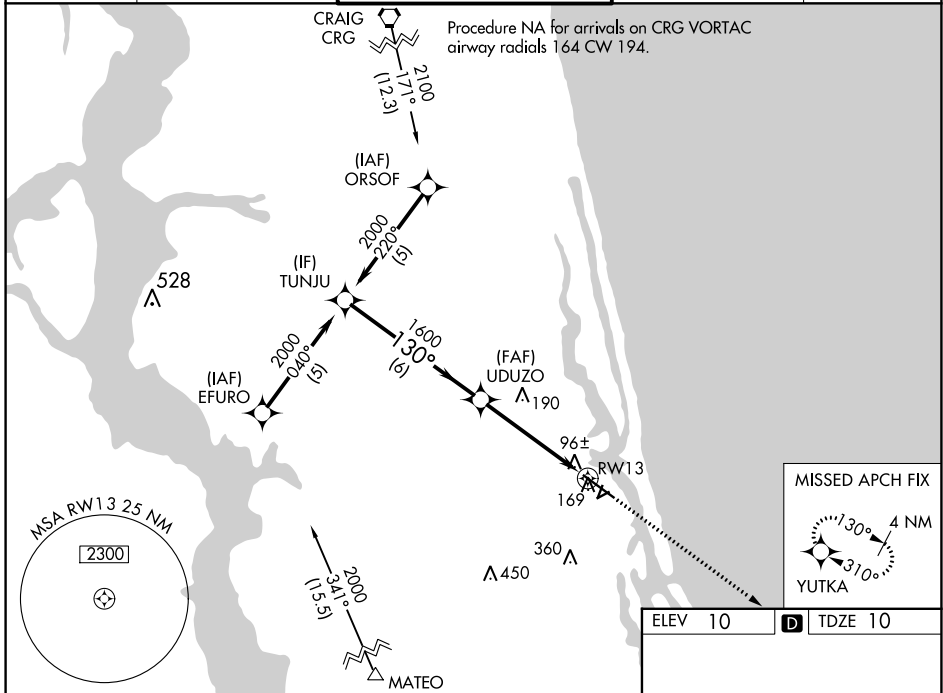 CRAIG
CRG
Procedure NA for arrivals on CRG VORTAC
airway radials 164 CW 194.
2100
171°
(12.3)
(IAF)
ORSOF
2000
220°
(5)
(IF)
TUNJU
528
1600
130°
(6)
2000
040°
(5)
(IAF)
EFURO
(FAF)
UDUZO
190
96±
RW13
169
MISSED APCH FIX
130°
4 NM
310°
YUTKA
MSA RW13 25 NM
2300
360
450
2000
341°
(15.5)
MATEO
ELEV 10
D
TDZE 10